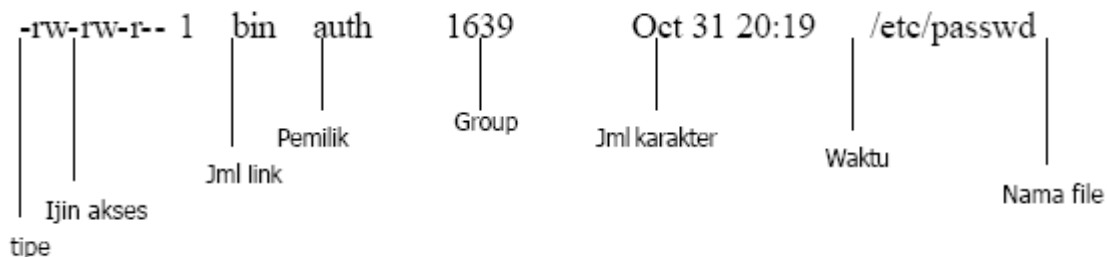 -rw-rw-r-- 1 bin auth 1639 Oct 31 20:19 /etc/passwd
Group
Pemilik
Jml karakter
Waktu
Jml link
Nama file
Ijin akses
tipe